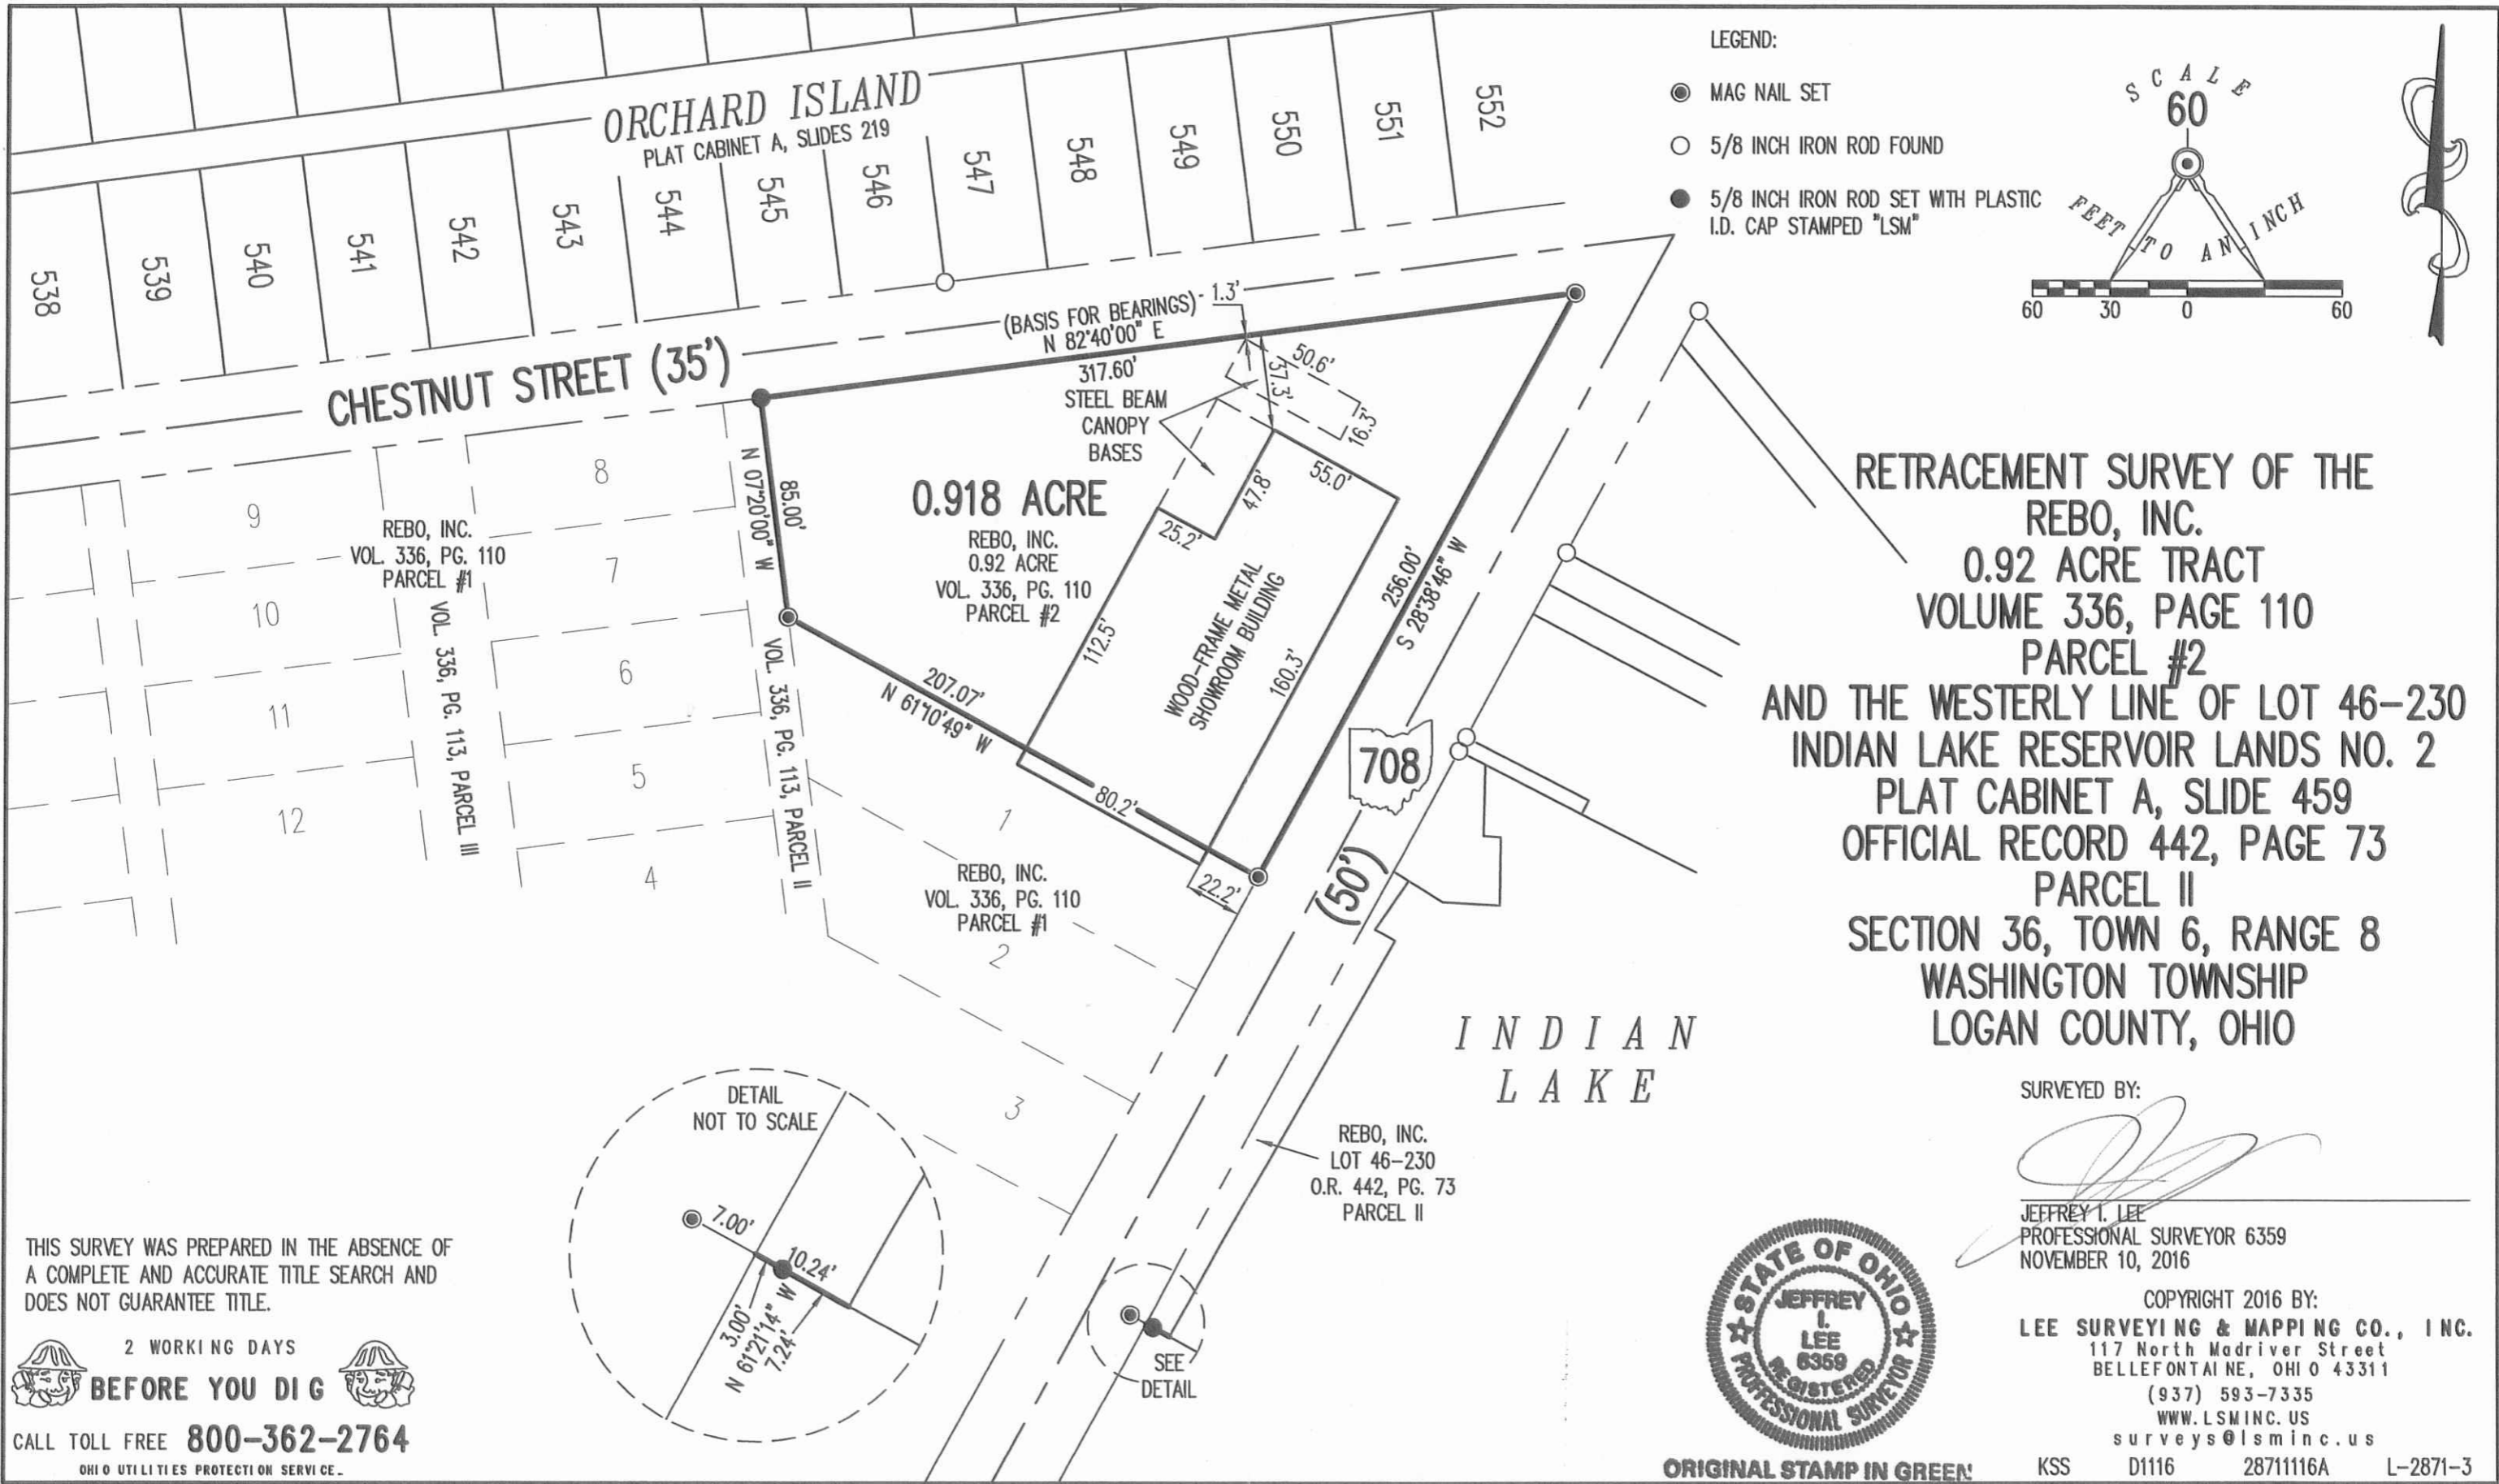 LEGEND:
MAG NAIL SET
5/8 INCH IRON ROD FOUND
5/8 INCH IRON ROD SET WITH PLASTIC
I.D. CAP STAMPED "LSM"
SCALE
60
FEET TO AN INCH
60 30 0 60
ORCHARD ISLAND
PLAT CABINET A, SLIDES 219
538
539
540
541
542
543
544
545
546
547
548
549
550
551
552
CHESTNUT STREET (35')
(BASIS FOR BEARINGS)
N 82°40'00" E
317.60'
1.3'
STEEL BEAM
CANOPY
BASES
50.6'
37.3'
16.3'
55.0'
47.8'
25.2'
112.5'
160.3'
WOOD-FRAME METAL
SHOWROOM BUILDING
N 07°20'00" W
85.00'
0.918 ACRE
REBO, INC.
0.92 ACRE
VOL. 336, PG. 110
PARCEL #2
256.00'
S 28°38'46" W
207.07'
N 61°10'49" W
80.2'
22.2'
708
(50')
8
9
REBO, INC.
VOL. 336, PG. 110
PARCEL #1
7
10
6
11
5
12
4
VOL. 336, PG. 113, PARCEL III
VOL. 336, PG. 113, PARCEL II
1
REBO, INC.
VOL. 336, PG. 110
PARCEL #1
2
3
INDIAN
LAKE
REBO, INC.
LOT 46-230
O.R. 442, PG. 73
PARCEL II
SEE
DETAIL
DETAIL
NOT TO SCALE
7.00'
10.24'
3.00'
N 61°21'14" W
7.24'
RETRACEMENT SURVEY OF THE
REBO, INC.
0.92 ACRE TRACT
VOLUME 336, PAGE 110
PARCEL #2
AND THE WESTERLY LINE OF LOT 46-230
INDIAN LAKE RESERVOIR LANDS NO. 2
PLAT CABINET A, SLIDE 459
OFFICIAL RECORD 442, PAGE 73
PARCEL II
SECTION 36, TOWN 6, RANGE 8
WASHINGTON TOWNSHIP
LOGAN COUNTY, OHIO
SURVEYED BY:
JEFFREY I. LEE
PROFESSIONAL SURVEYOR 6359
NOVEMBER 10, 2016
COPYRIGHT 2016 BY:
LEE SURVEYING & MAPPING CO., INC.
117 North Madriver Street
BELLEFONTAINE, OHIO 43311
(937) 593-7335
WWW.LSMINC.US
surveys@lsminc.us
KSS D1116 28711116A L-2871-3
STATE OF OHIO
JEFFREY
I.
LEE
6359
REGISTERED
PROFESSIONAL SURVEYOR
ORIGINAL STAMP IN GREEN
THIS SURVEY WAS PREPARED IN THE ABSENCE OF
A COMPLETE AND ACCURATE TITLE SEARCH AND
DOES NOT GUARANTEE TITLE.
2 WORKING DAYS
BEFORE YOU DIG
CALL TOLL FREE 800-362-2764
OHIO UTILITIES PROTECTION SERVICE.